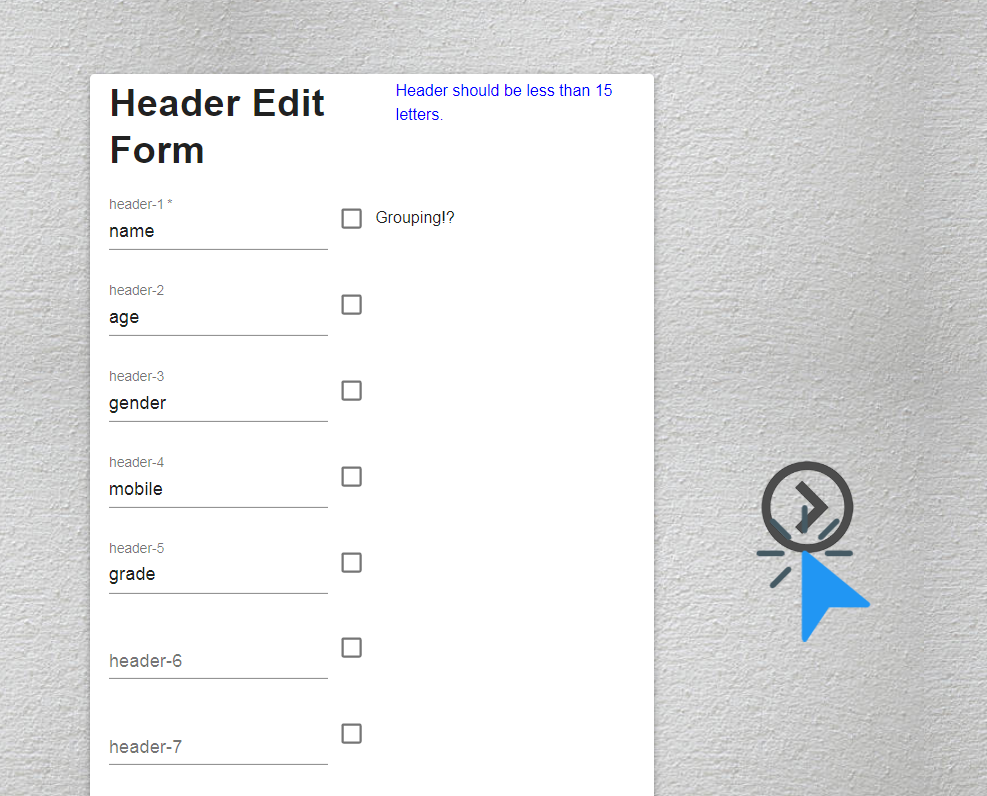 Header Edit
Form
Header should be less than 15
letters.
header-1 *
name
Grouping!?
header-2
age
header-3
gender
header-4
mobile
header-5
grade
header-6
header-7